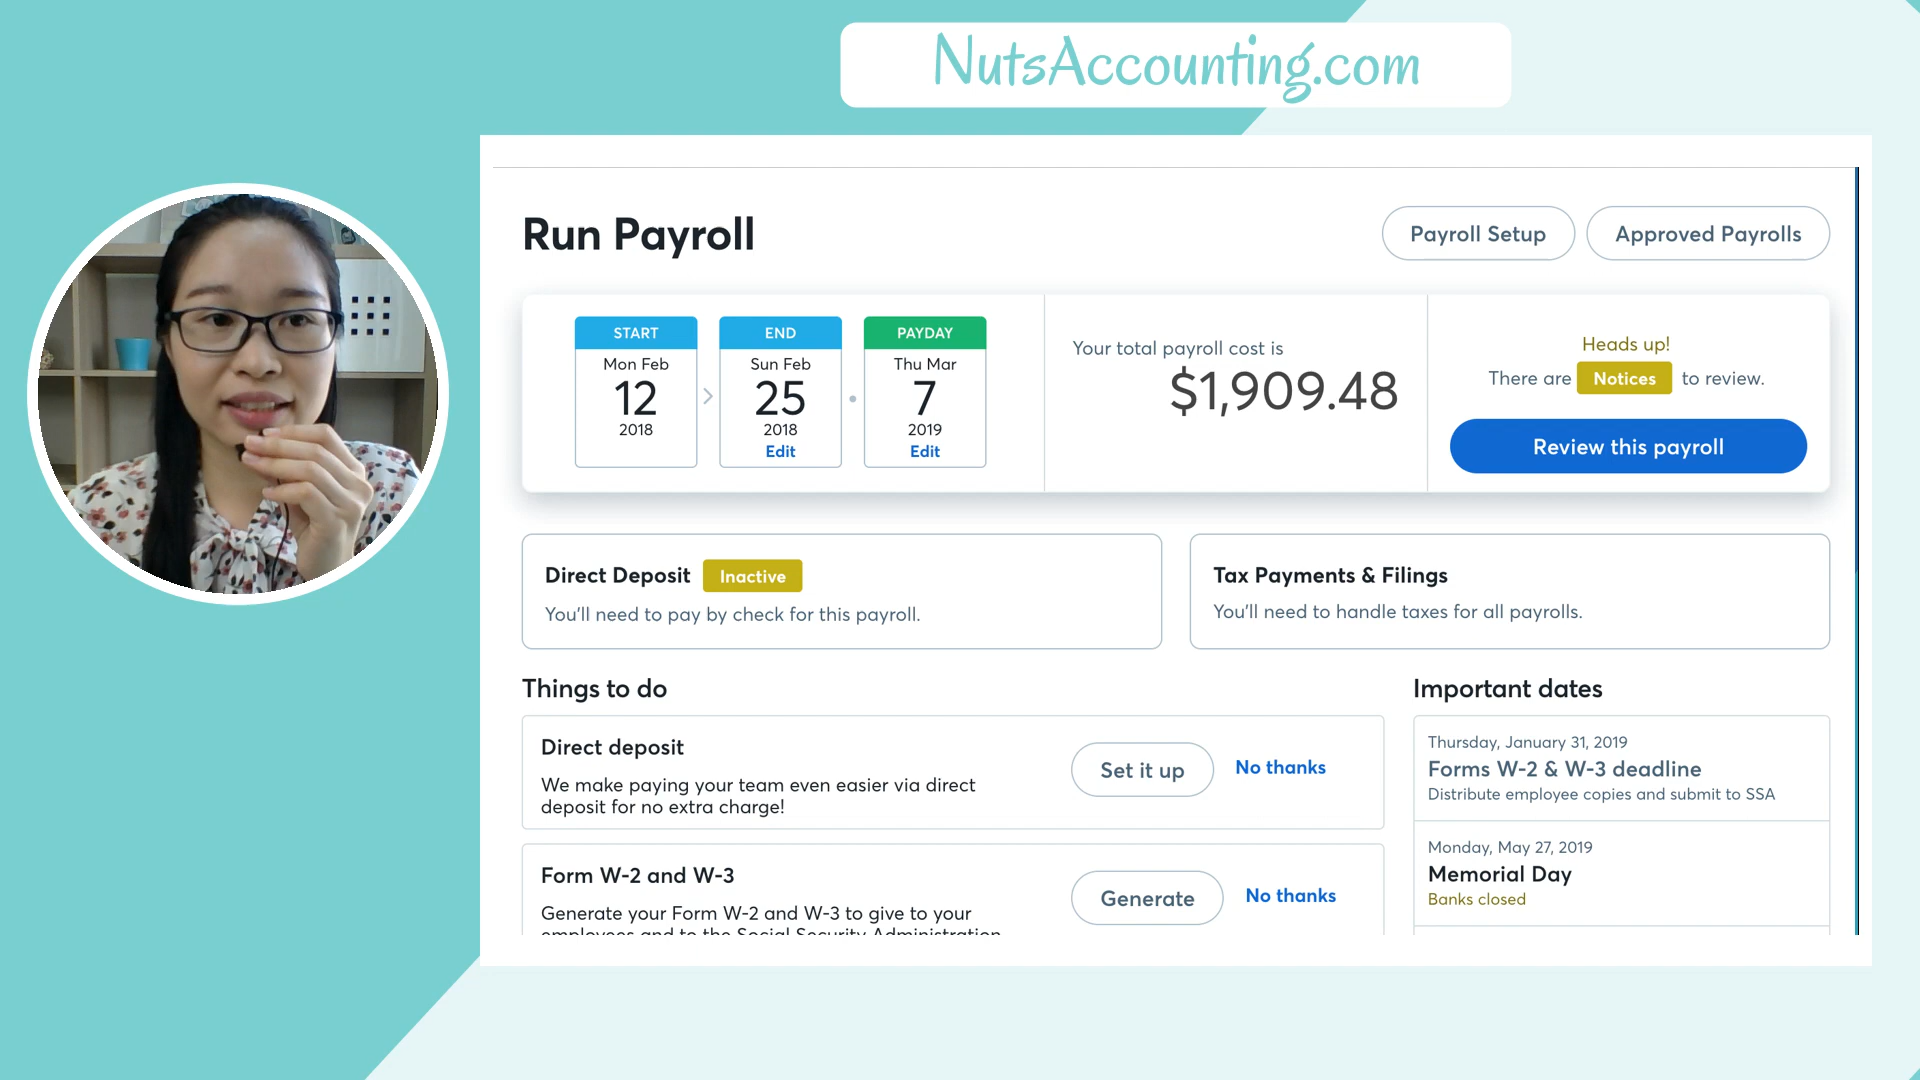 NutsAccounting.com
Run Payroll
Payroll Setup
Approved Payrolls
START
Mon Feb
12
2018
END
Sun Feb
25
2018
Edit
PAYDAY
Thu Mar
7
2019
Edit
Your total payroll cost is
$1,909.48
Heads up!
There are Notices to review.
Review this payroll
Direct Deposit Inactive
You'll need to pay by check for this payroll.
Tax Payments & Filings
You'll need to handle taxes for all payrolls.
Things to do
Direct deposit
We make paying your team even easier via direct
deposit for no extra charge!
Set it up
No thanks
Form W-2 and W-3
Generate your Form W-2 and W-3 to give to your
employees and to the Social Security Administration
Generate
No thanks
Important dates
Thursday, January 31, 2019
Forms W-2 & W-3 deadline
Distribute employee copies and submit to SSA
Monday, May 27, 2019
Memorial Day
Banks closed